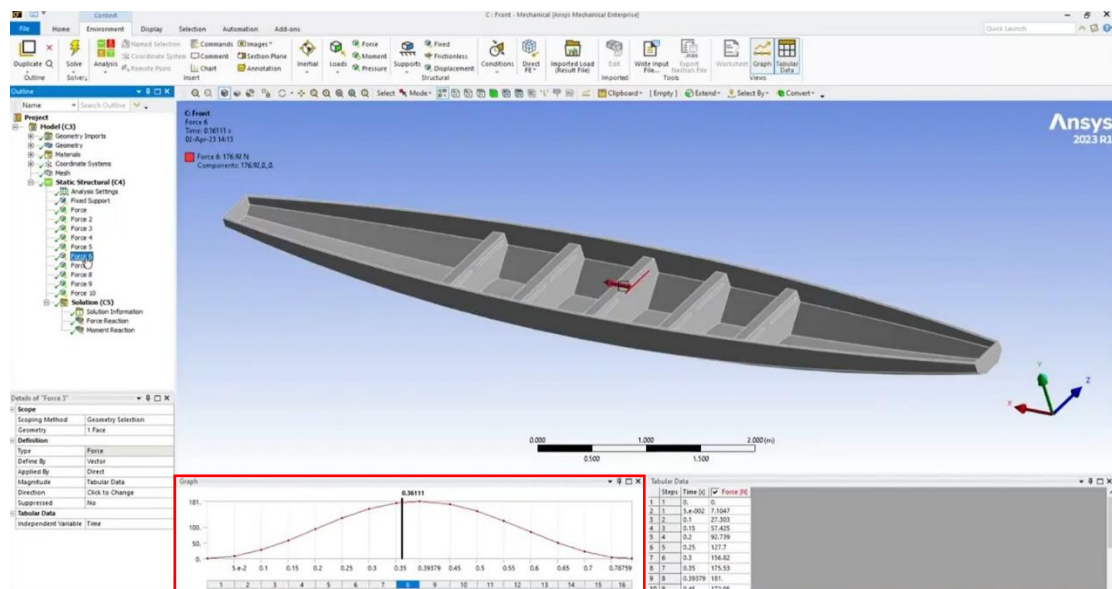 Context
C : Front - Mechanical [Ansys Mechanical Enterprise]
File Home Environment Display Selection Automation Add-ons
Quick Launch
Duplicate Q
Outline
Solve
Solver
Analysis
Named Selection
Coordinate System
Remote Point
Commands
Comment
Chart
Images
Section Plane
Annotation
Insert
Inertial
Loads
Force
Moment
Pressure
Supports
Fixed
Frictionless
Displacement
Structural
Conditions
Direct FE
Imported Load (Result File)
Imported
Edit
Write Input File...
Export Nastran File
Tools
Worksheet
Graph
Tabular Data
Views
Outline
Name Search Outline
Select Mode Clipboard [Empty] Extend Select By Convert
Project
Model (C3)
Geometry Imports
Geometry
Materials
Coordinate Systems
Mesh
Static Structural (C4)
Analysis Settings
Fixed Support
Force
Force 2
Force 3
Force 4
Force 5
Force 6
Force 8
Force 9
Force 10
Solution (C5)
Solution Information
Force Reaction
Moment Reaction
C: Front
Force 6
Time: 0.36111 s
02-Apr-23 14:13
Force 6: 176.92 N
Components: 176.92,0.,0.
Ansys
2023 R1
Y
Z
X
0.000 1.000 2.000 (m)
0.500 1.500
Details of "Force 3"
Scope
Scoping Method Geometry Selection
Geometry 1 Face
Definition
Type Force
Define By Vector
Applied By Direct
Magnitude Tabular Data
Direction Click to Change
Suppressed No
Tabular Data
Independent Variable Time
Graph
0.36111
181.
100.
50.
0.
5.e-2 0.1 0.15 0.2 0.25 0.3 0.35 0.39379 0.45 0.5 0.55 0.6 0.65 0.7 0.78759
1 2 3 4 5 6 7 8 9 10 11 12 13 14 15 16
Tabular Data
Steps Time [s] Force [N]
1 1 0. 0.
2 1 5.e-002 7.1047
3 2 0.1 27.303
4 3 0.15 57.425
5 4 0.2 92.739
6 5 0.25 127.7
7 6 0.3 156.82
8 7 0.35 175.53
9 8 0.39379 181.